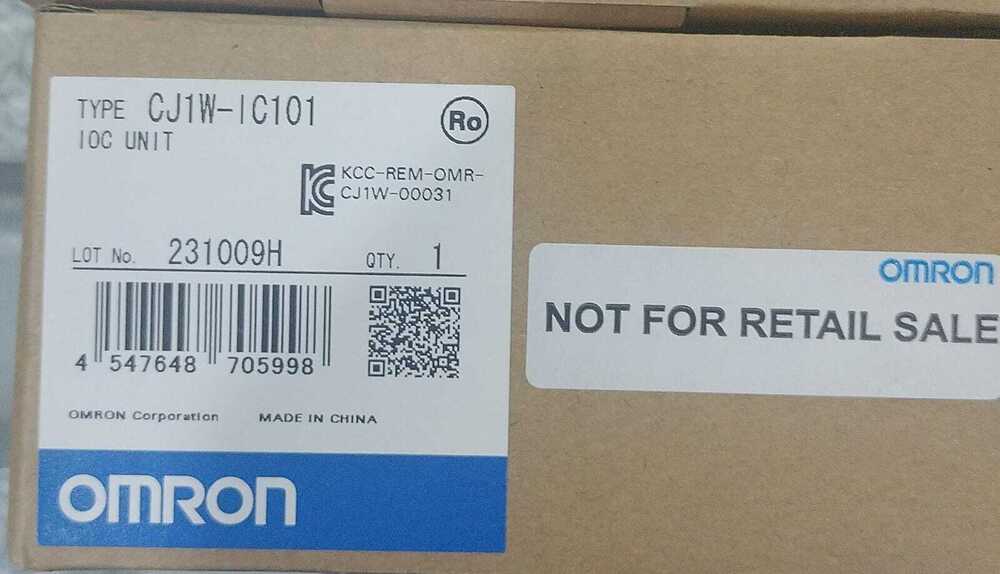 TYPE CJ1W-IC101
IOC UNIT
Ro
KC
KCC-REM-OMR-
CJ1W-00031
LOT No. 231009H QTY. 1
4 547648 705998
OMRON Corporation MADE IN CHINA
OMRON
OMRON
NOT FOR RETAIL SALE